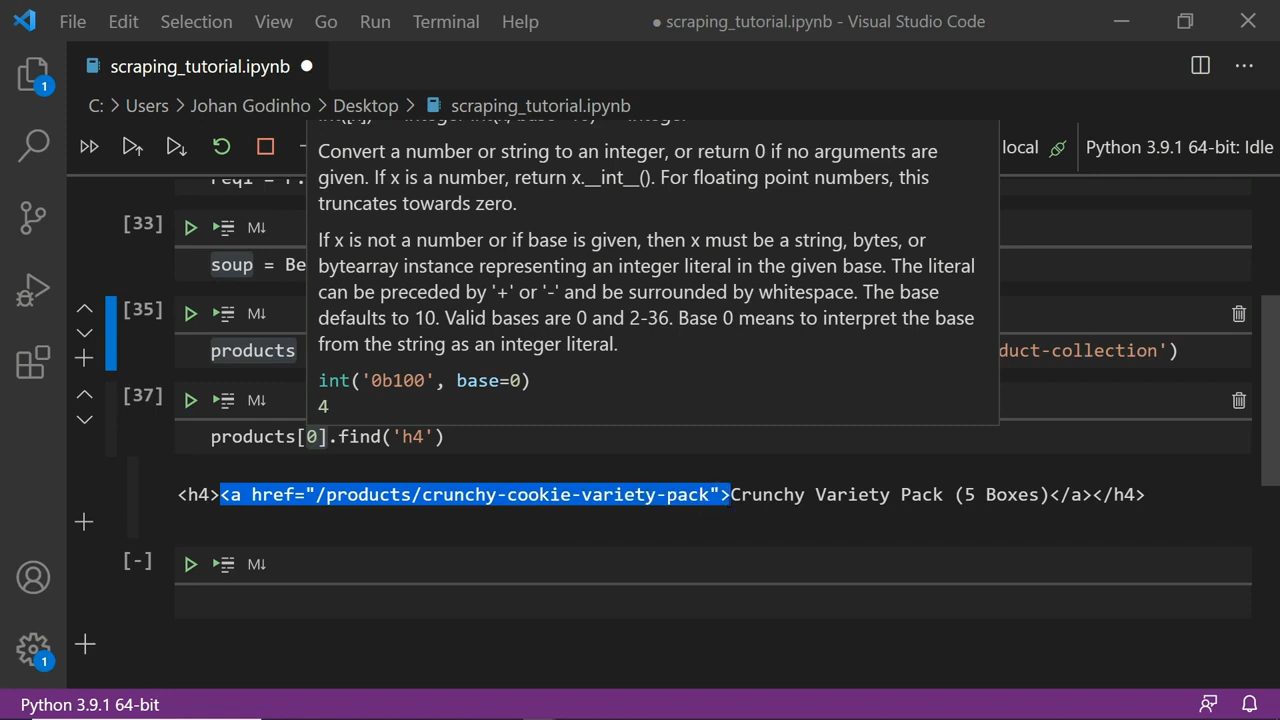 File Edit Selection View Go Run Terminal Help ● scraping_tutorial.ipynb - Visual Studio Code
scraping_tutorial.ipynb
C: > Users > Johan Godinho > Desktop > scraping_tutorial.ipynb
local Python 3.9.1 64-bit: Idle
Convert a number or string to an integer, or return 0 if no arguments are
given. If x is a number, return x.__int__(). For floating point numbers, this
truncates towards zero.
[33] M↓
If x is not a number or if base is given, then x must be a string, bytes, or
soup = Be
bytearray instance representing an integer literal in the given base. The literal
can be preceded by '+' or '-' and be surrounded by whitespace. The base
[35] M↓
defaults to 10. Valid bases are 0 and 2-36. Base 0 means to interpret the base
from the string as an integer literal.
products duct-collection')
int('0b100', base=0)
4
[37] M↓
products[0].find('h4')
<h4><a href="/products/crunchy-cookie-variety-pack">Crunchy Variety Pack (5 Boxes)</a></h4>
[-] M↓
1
1
Python 3.9.1 64-bit